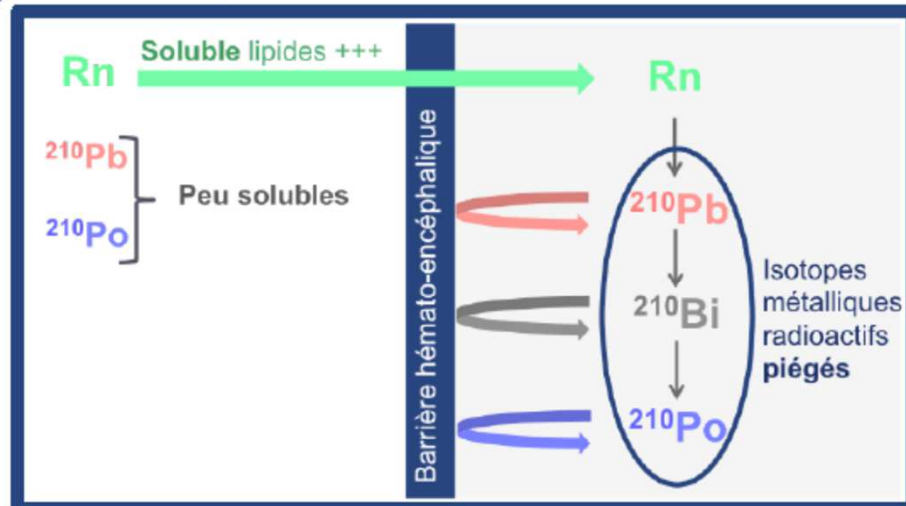 Soluble lipides +++
Rn
Rn
²¹⁰Pb
²¹⁰Po
Peu solubles
Barrière hémato-encéphalique
²¹⁰Pb
²¹⁰Bi
²¹⁰Po
Isotopes
métalliques
radioactifs
piégés